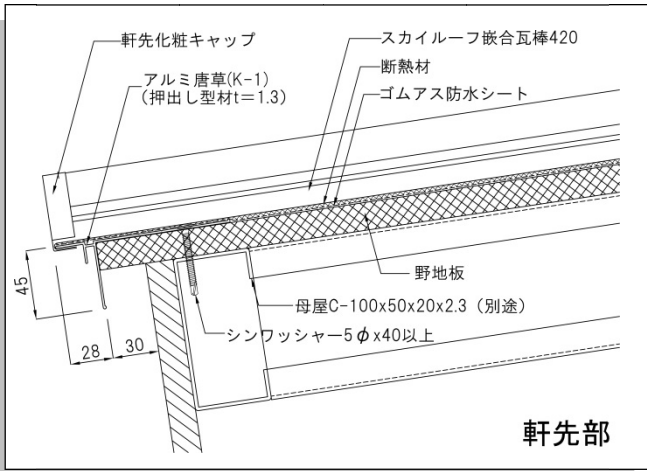 軒先化粧キャップ
アルミ唐草(K-1)
（押出し型材t＝1.3）
スカイルーフ嵌合瓦棒420
断熱材
ゴムアス防水シート
野地板
母屋C-100x50x20x2.3（別途）
シンワッシャー5φx40以上
45
28
30
軒先部